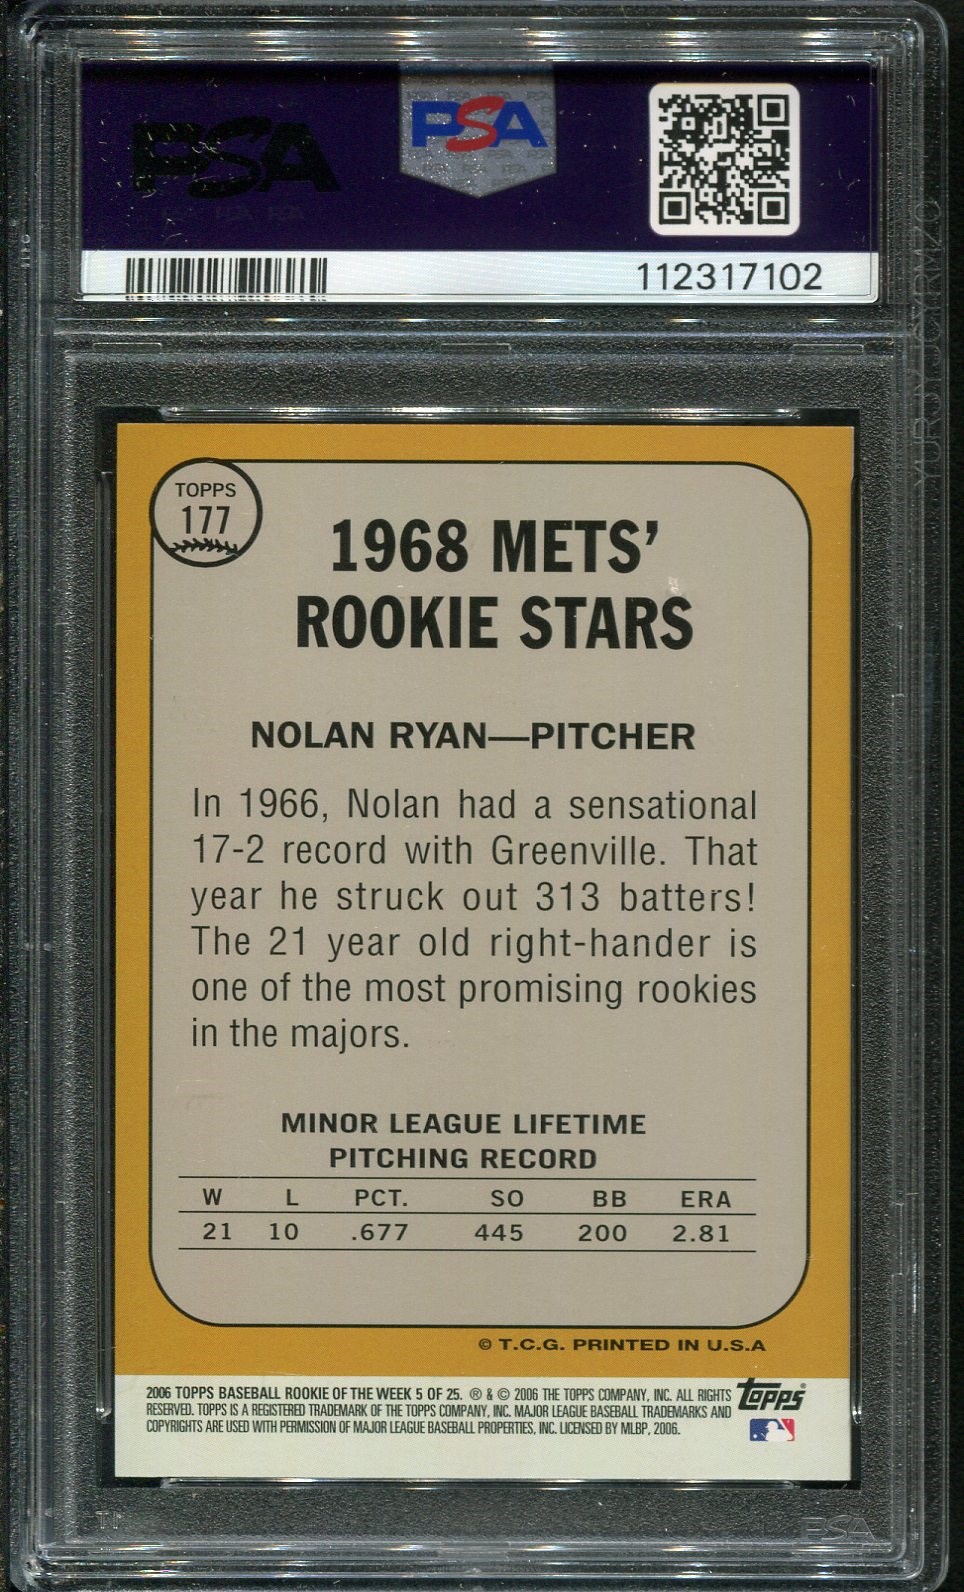 PSA
PSA
112317102
TOPPS
177
1968 METS'
ROOKIE STARS
NOLAN RYAN—PITCHER
In 1966, Nolan had a sensational
17-2 record with Greenville. That
year he struck out 313 batters!
The 21 year old right-hander is
one of the most promising rookies
in the majors.
MINOR LEAGUE LIFETIME
PITCHING RECORD
W L PCT. SO BB ERA
21 10 .677 445 200 2.81
© T.C.G. PRINTED IN U.S.A
2006 TOPPS BASEBALL ROOKIE OF THE WEEK 5 OF 25. ® & © 2006 THE TOPPS COMPANY, INC. ALL RIGHTS
RESERVED. TOPPS IS A REGISTERED TRADEMARK OF THE TOPPS COMPANY, INC. MAJOR LEAGUE BASEBALL TRADEMARKS AND
COPYRIGHTS ARE USED WITH PERMISSION OF MAJOR LEAGUE BASEBALL PROPERTIES, INC. LICENSED BY MLBP, 2006.
Topps®
PSA